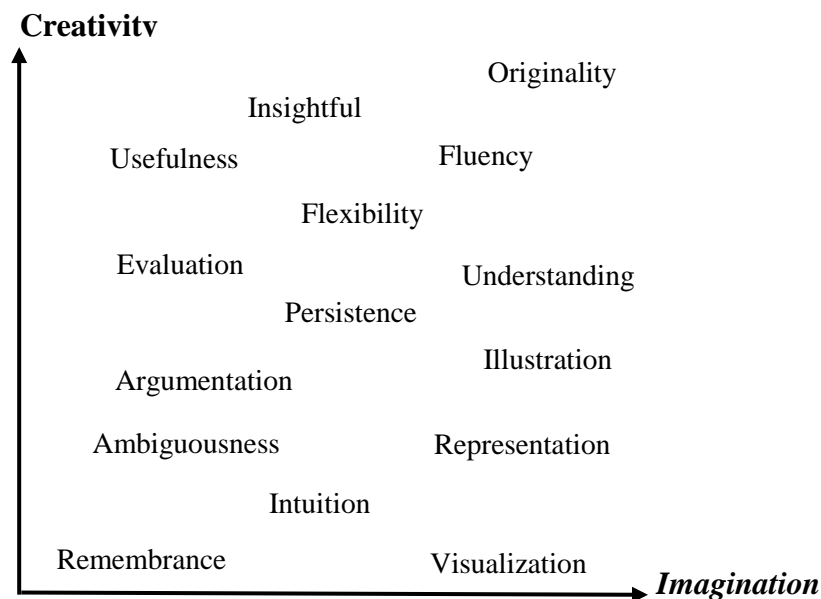 Creativity
Originality
Insightful
Usefulness
Fluency
Flexibility
Evaluation
Understanding
Persistence
Illustration
Argumentation
Ambiguousness
Representation
Intuition
Remembrance
Visualization
Imagination